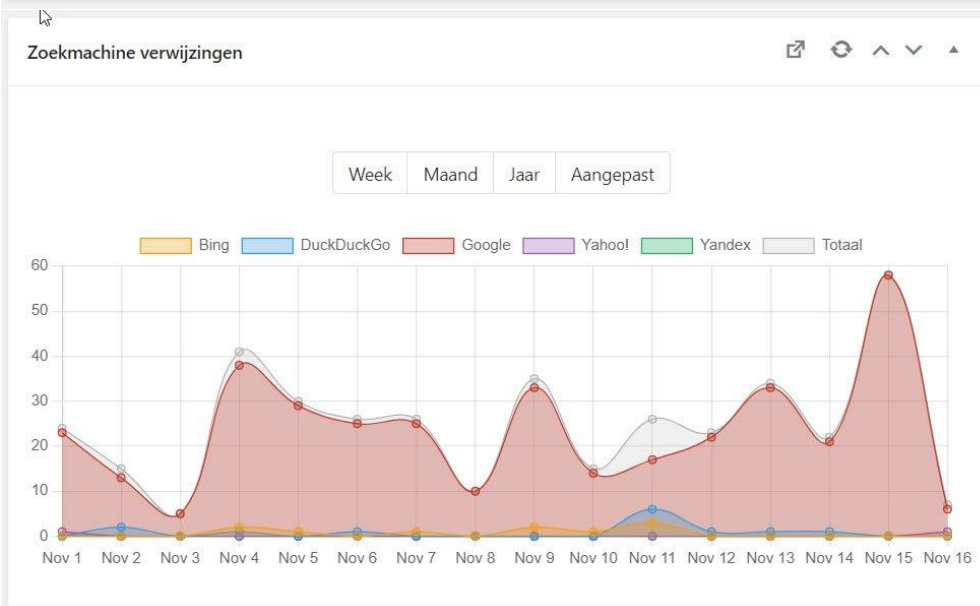 Zoekmachine verwijzingen
Week Maand Jaar Aangepast
Bing DuckDuckGo Google Yahoo! Yandex Totaal
60
50
40
30
20
10
0
Nov 1 Nov 2 Nov 3 Nov 4 Nov 5 Nov 6 Nov 7 Nov 8 Nov 9 Nov 10 Nov 11 Nov 12 Nov 13 Nov 14 Nov 15 Nov 16